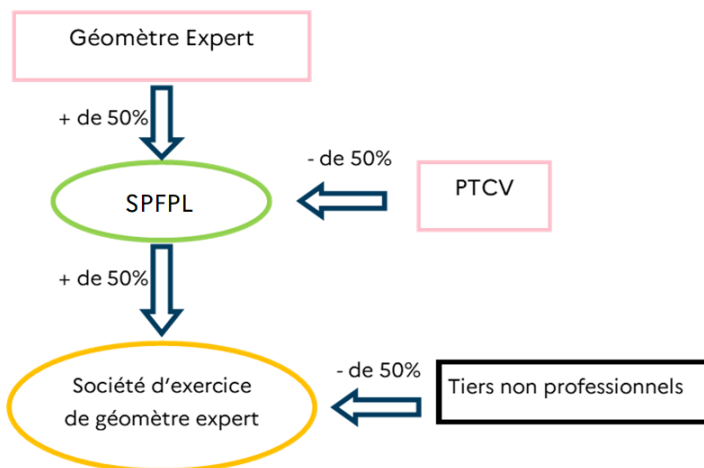 Géomètre Expert
+ de 50%
- de 50%
SPFPL
PTCV
+ de 50%
- de 50%
Société d'exercice
de géomètre expert
Tiers non professionnels